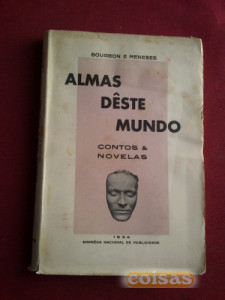 BOURBON E MENESES
ALMAS
DÊSTE
MUNDO
CONTOS &
NOVELAS
EMPRÊSA NACIONAL DE PUBLICIDADE
coisas